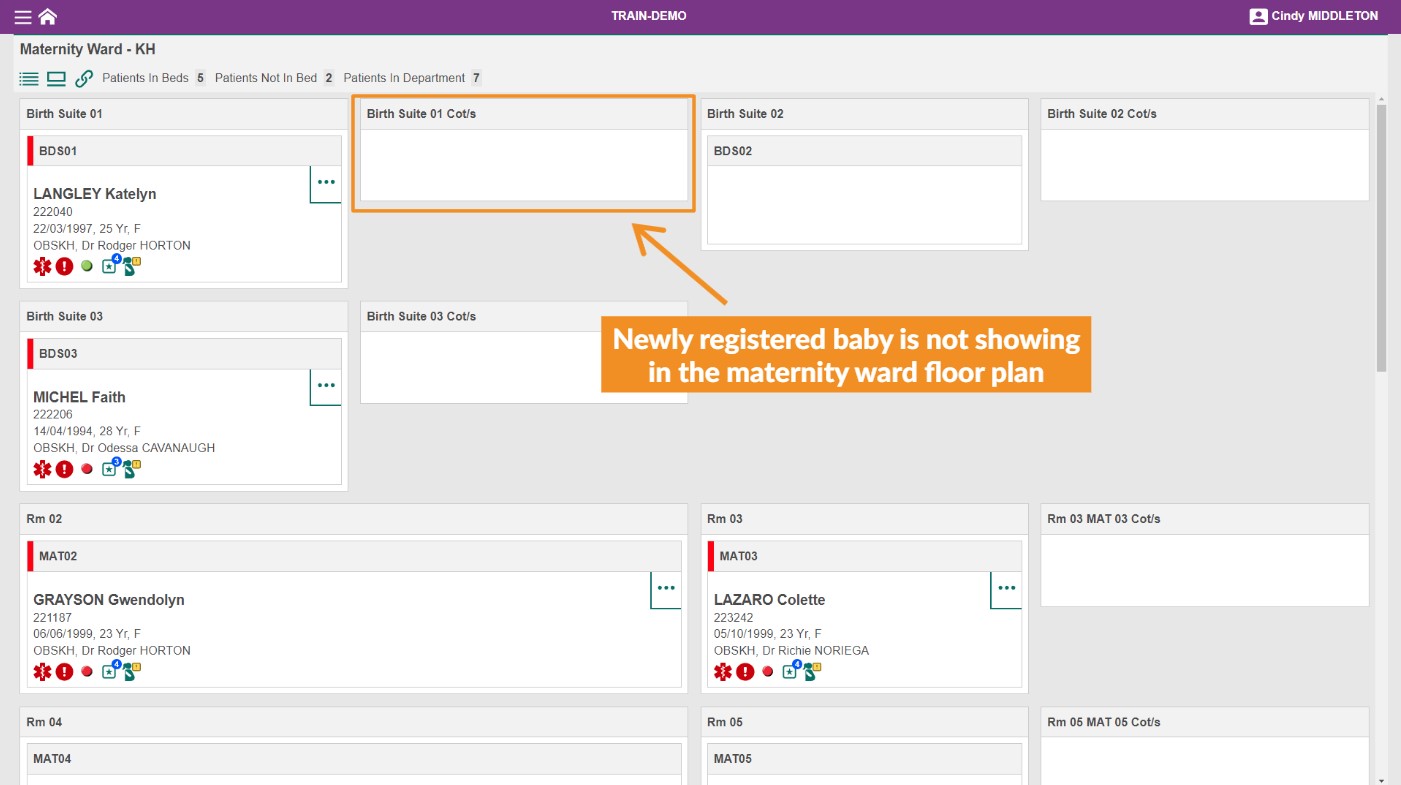 TRAIN-DEMO
Cindy MIDDLETON
Maternity Ward - KH
Patients In Beds 5 Patients Not In Bed 2 Patients In Department 7
Birth Suite 01
BDS01
LANGLEY Katelyn
222040
22/03/1997, 25 Yr, F
OBSKH, Dr Rodger HORTON
4
Birth Suite 01 Cot/s
Birth Suite 02
BDS02
Birth Suite 02 Cot/s
Newly registered baby is not showing
in the maternity ward floor plan
Birth Suite 03
BDS03
MICHEL Faith
222206
14/04/1994, 28 Yr, F
OBSKH, Dr Odessa CAVANAUGH
3
Birth Suite 03 Cot/s
Rm 02
MAT02
GRAYSON Gwendolyn
221187
06/06/1999, 23 Yr, F
OBSKH, Dr Rodger HORTON
4
Rm 03
MAT03
LAZARO Colette
223242
05/10/1999, 23 Yr, F
OBSKH, Dr Richie NORIEGA
4
Rm 03 MAT 03 Cot/s
Rm 04
MAT04
Rm 05
MAT05
Rm 05 MAT 05 Cot/s